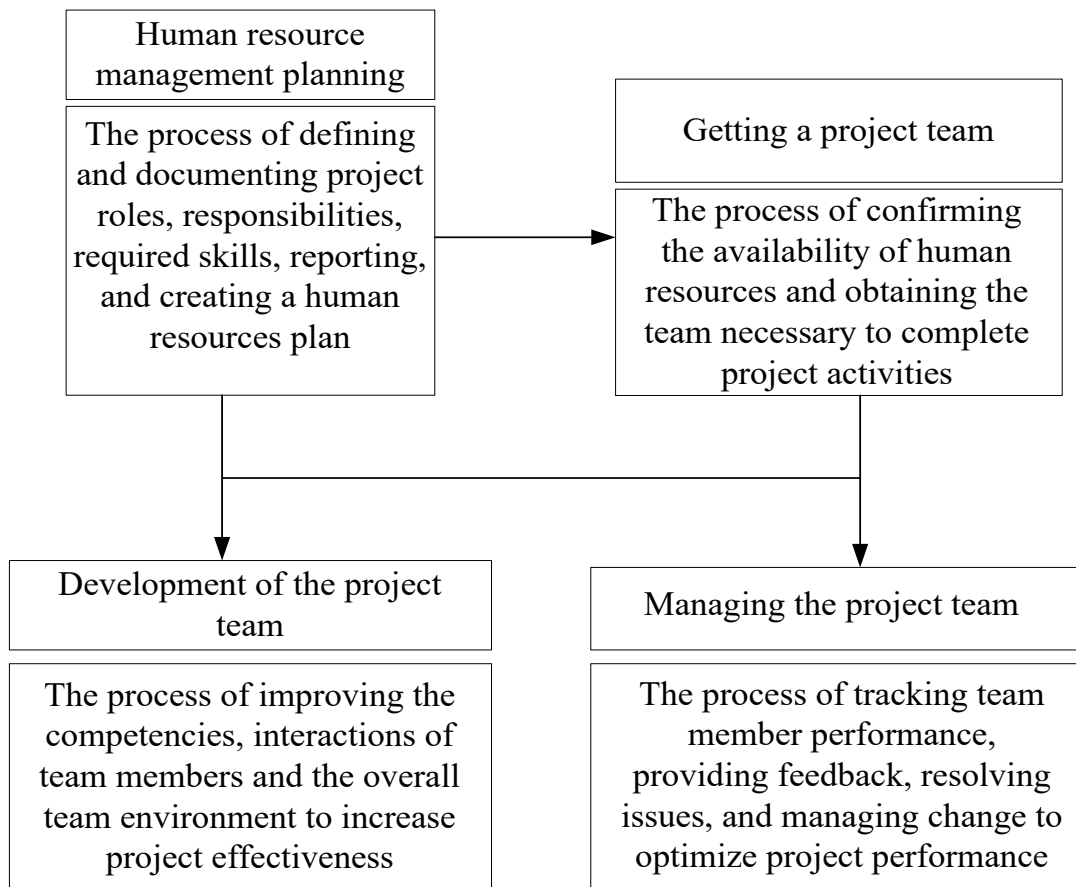 Human resource
management planning
The process of defining
and documenting project
roles, responsibilities,
required skills, reporting,
and creating a human
resources plan
Getting a project team
The process of confirming
the availability of human
resources and obtaining the
team necessary to complete
project activities
Development of the project
team
The process of improving the
competencies, interactions of
team members and the overall
team environment to increase
project effectiveness
Managing the project team
The process of tracking team
member performance,
providing feedback, resolving
issues, and managing change to
optimize project performance